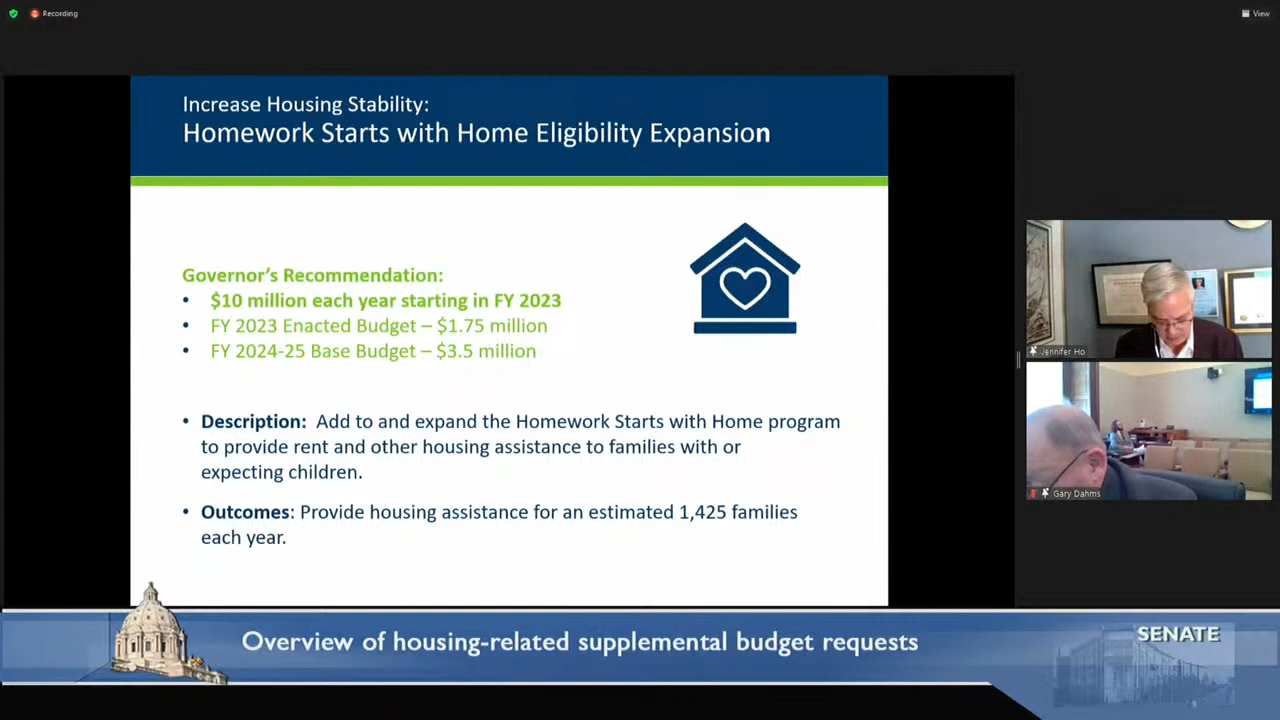 Recording
View
Increase Housing Stability:
Homework Starts with Home Eligibility Expansion
Governor's Recommendation:
• $10 million each year starting in FY 2023
• FY 2023 Enacted Budget – $1.75 million
• FY 2024-25 Base Budget – $3.5 million
• Description: Add to and expand the Homework Starts with Home program
to provide rent and other housing assistance to families with or
expecting children.
• Outcomes: Provide housing assistance for an estimated 1,425 families
each year.
Jennifer Ho
Gary Dahms
Overview of housing-related supplemental budget requests
SENATE